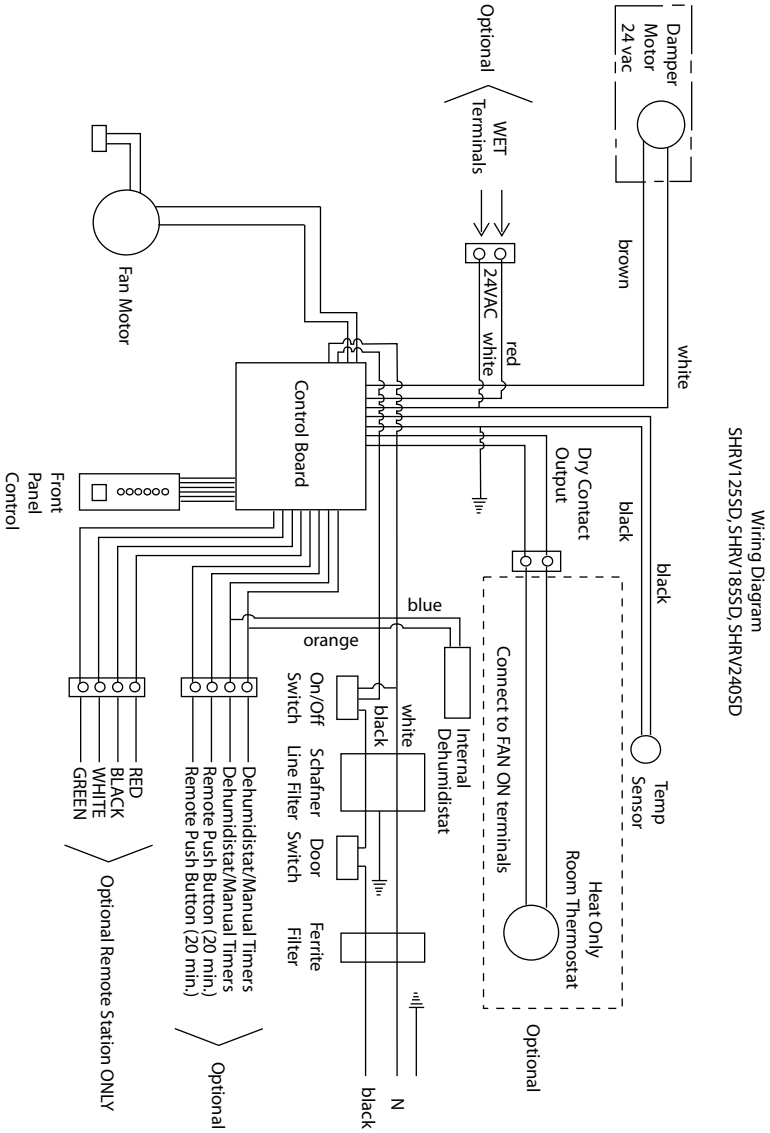 Wiring Diagram
SHRV125SD, SHRV185SD, SHRV240SD
Damper
Motor
24 vac
brown
white
Optional
WET
Terminals
24VAC
red
white
Fan Motor
Control Board
Front
Panel
Control
Dry Contact
Output
black
black
Temp
Sensor
Heat Only
Room Thermostat
Connect to FAN ON terminals
Optional
blue
orange
Internal
Dehumidistat
On/Off
Switch
white
black
Schafner
Line Filter
Door
Switch
Ferrite
Filter
N
black
Dehumidistat/Manual Timers
Dehumidistat/Manual Timers
Remote Push Button (20 min.)
Remote Push Button (20 min.)
Optional
RED
BLACK
WHITE
GREEN
Optional Remote Station ONLY